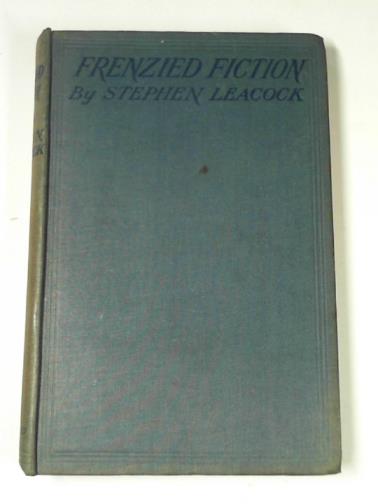 FRENZIED FICTION
By STEPHEN LEACOCK